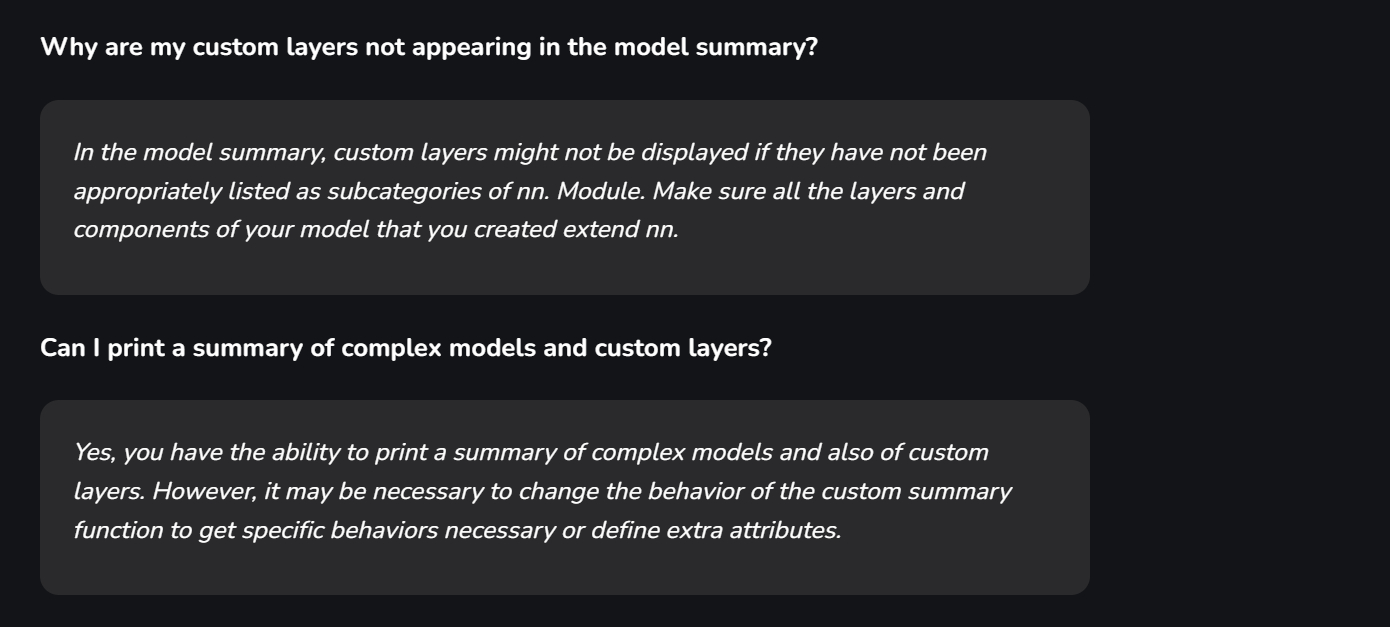 Why are my custom layers not appearing in the model summary?
In the model summary, custom layers might not be displayed if they have not been
appropriately listed as subcategories of nn. Module. Make sure all the layers and
components of your model that you created extend nn.
Can I print a summary of complex models and custom layers?
Yes, you have the ability to print a summary of complex models and also of custom
layers. However, it may be necessary to change the behavior of the custom summary
function to get specific behaviors necessary or define extra attributes.